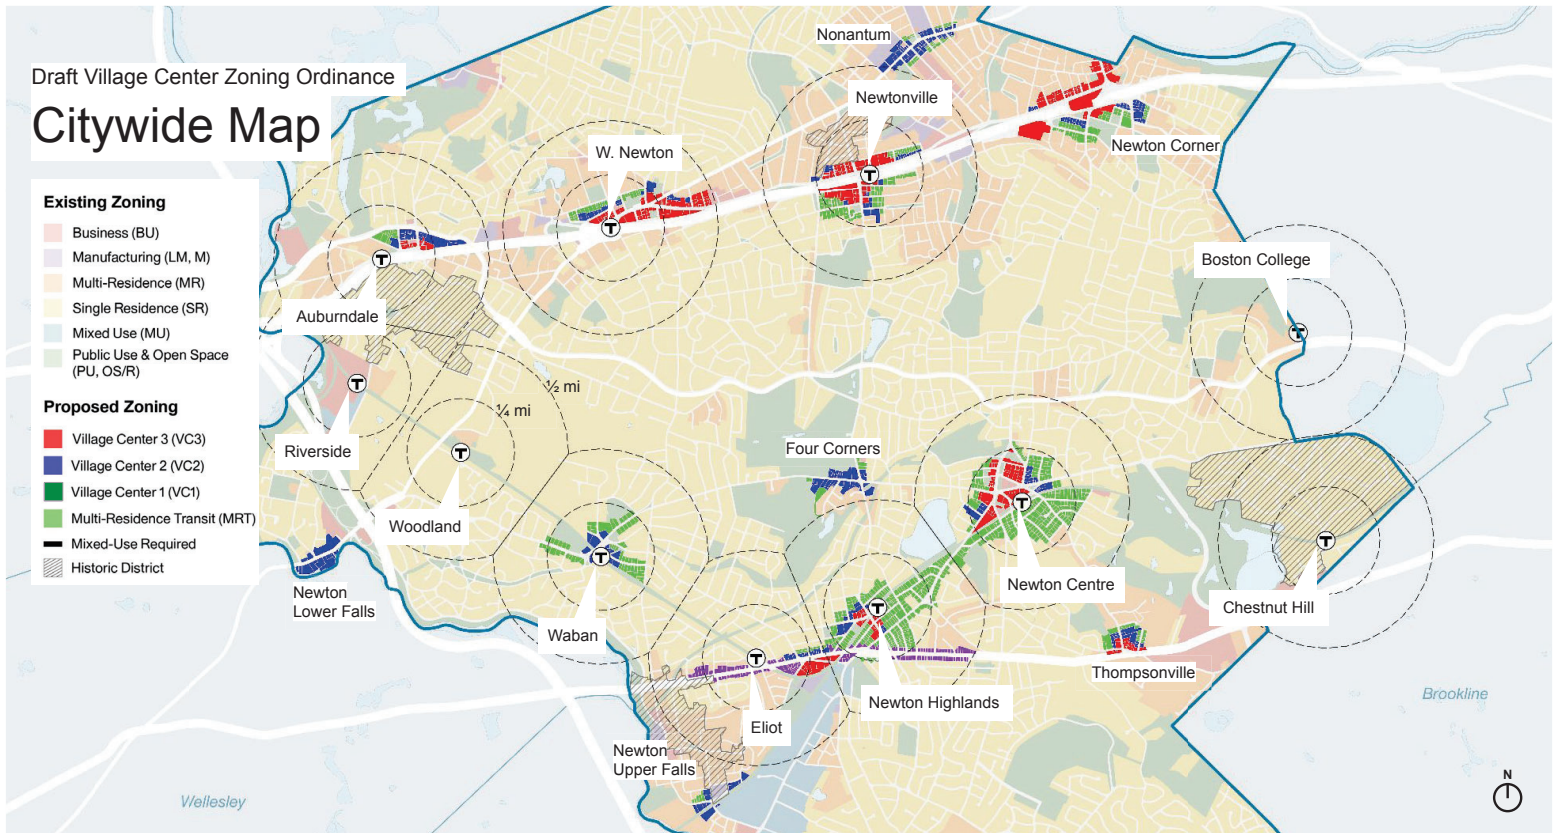 Draft Village Center Zoning Ordinance
Citywide Map
Existing Zoning
Business (BU)
Manufacturing (LM, M)
Multi-Residence (MR)
Single Residence (SR)
Mixed Use (MU)
Public Use & Open Space
(PU, OS/R)
Proposed Zoning
Village Center 3 (VC3)
Village Center 2 (VC2)
Village Center 1 (VC1)
Multi-Residence Transit (MRT)
Mixed-Use Required
Historic District
Nonantum
Newtonville
W. Newton
Newton Corner
T
T
T
Auburndale
Boston College
T
T
Riverside
½ mi
¼ mi
T
Woodland
Four Corners
T
Newton Centre
T
Chestnut Hill
Newton
Lower Falls
T
Waban
T
Newton Highlands
T
Eliot
Thompsonville
Newton
Upper Falls
Brookline
Wellesley
N